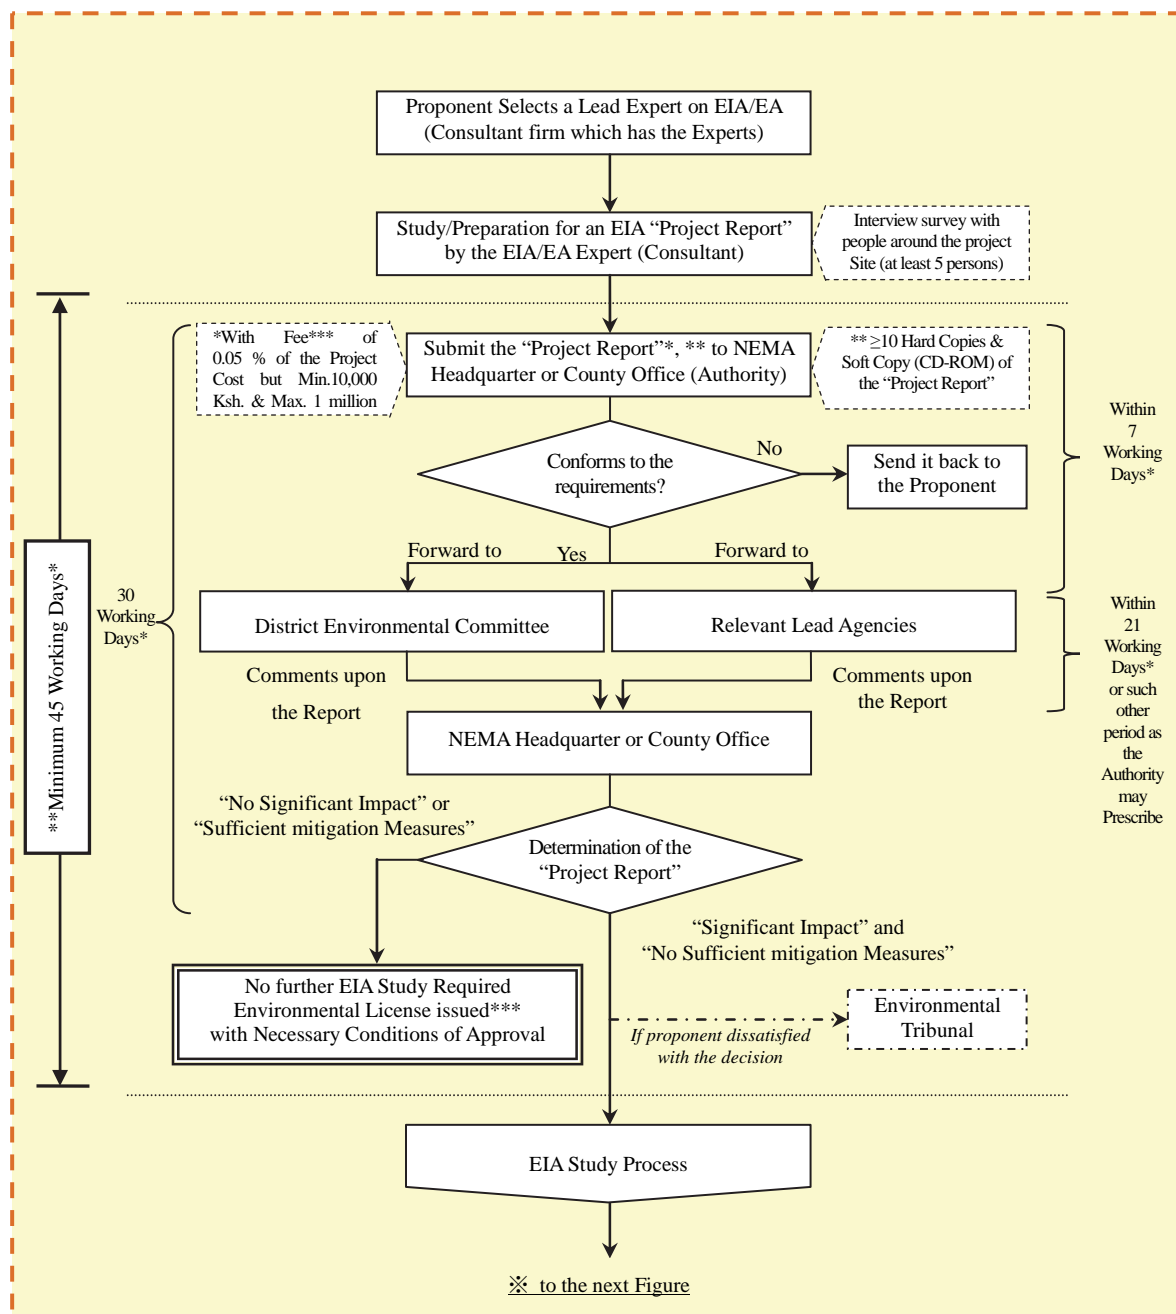 Proponent Selects a Lead Expert on EIA/EA
(Consultant firm which has the Experts)
Study/Preparation for an EIA “Project Report”
by the EIA/EA Expert (Consultant)
Interview survey with
people around the project
Site (at least 5 persons)
*With Fee*** of
0.05 % of the Project
Cost but Min.10,000
Ksh. & Max. 1 million
Submit the “Project Report”*, ** to NEMA
Headquarter or County Office (Authority)
** ≥10 Hard Copies &
Soft Copy (CD-ROM) of
the “Project Report”
Within
7
Working
Days*
Conforms to the
requirements?
No
Send it back to
the Proponent
Forward to
Yes
Forward to
**Minimum 45 Working Days*
30
Working
Days*
District Environmental Committee
Relevant Lead Agencies
Within
21
Working
Days*
or such
other
period as
the
Authority
may
Prescribe
Comments upon
the Report
Comments upon
the Report
NEMA Headquarter or County Office
“No Significant Impact” or
“Sufficient mitigation Measures”
Determination of the
“Project Report”
“Significant Impact” and
“No Sufficient mitigation Measures”
No further EIA Study Required
Environmental License issued***
with Necessary Conditions of Approval
If proponent dissatisfied
with the decision
Environmental
Tribunal
EIA Study Process
※ to the next Figure